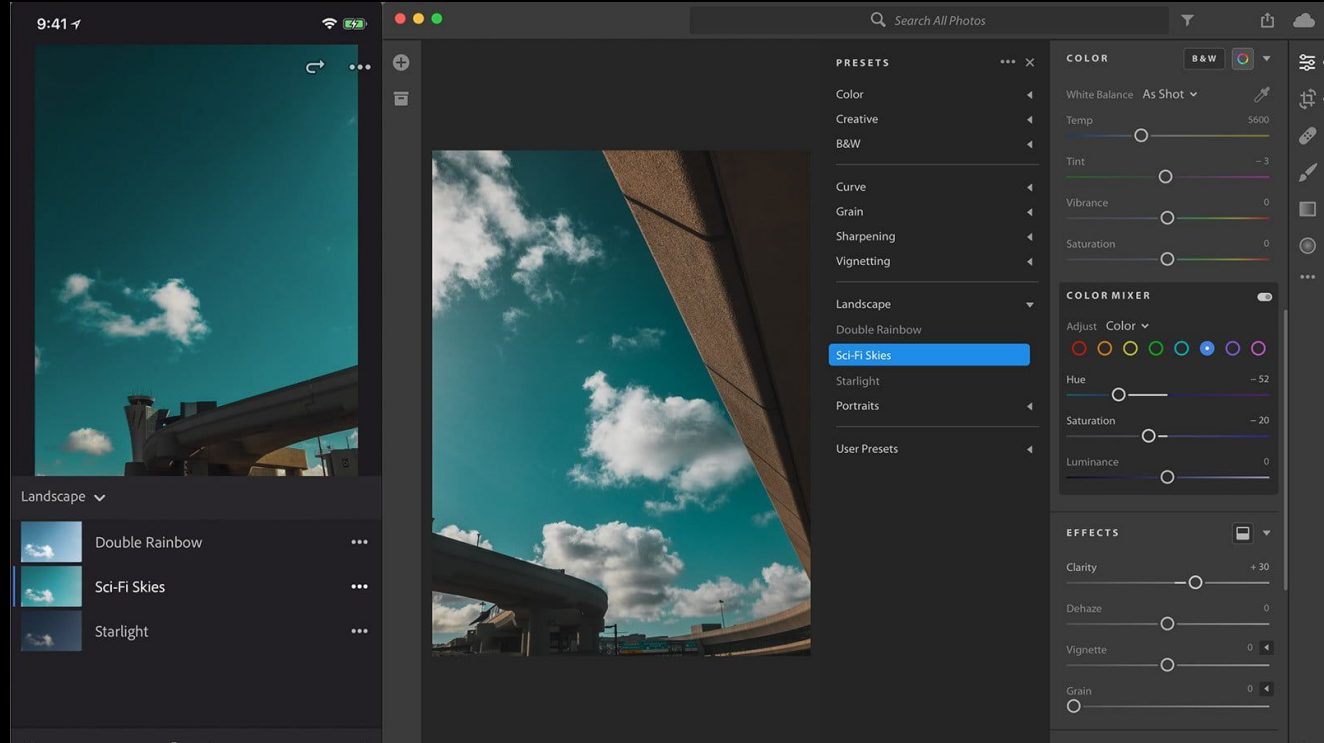 9:41
Landscape
Double Rainbow
Sci-Fi Skies
Starlight
Search All Photos
PRESETS
Color
Creative
B&W
Curve
Grain
Sharpening
Vignetting
Landscape
Double Rainbow
Sci-Fi Skies
Starlight
Portraits
User Presets
COLOR B&W
White Balance As Shot
Temp 5600
Tint – 3
Vibrance 0
Saturation 0
COLOR MIXER
Adjust Color
Hue – 52
Saturation – 20
Luminance 0
EFFECTS
Clarity + 30
Dehaze 0
Vignette 0
Grain 0